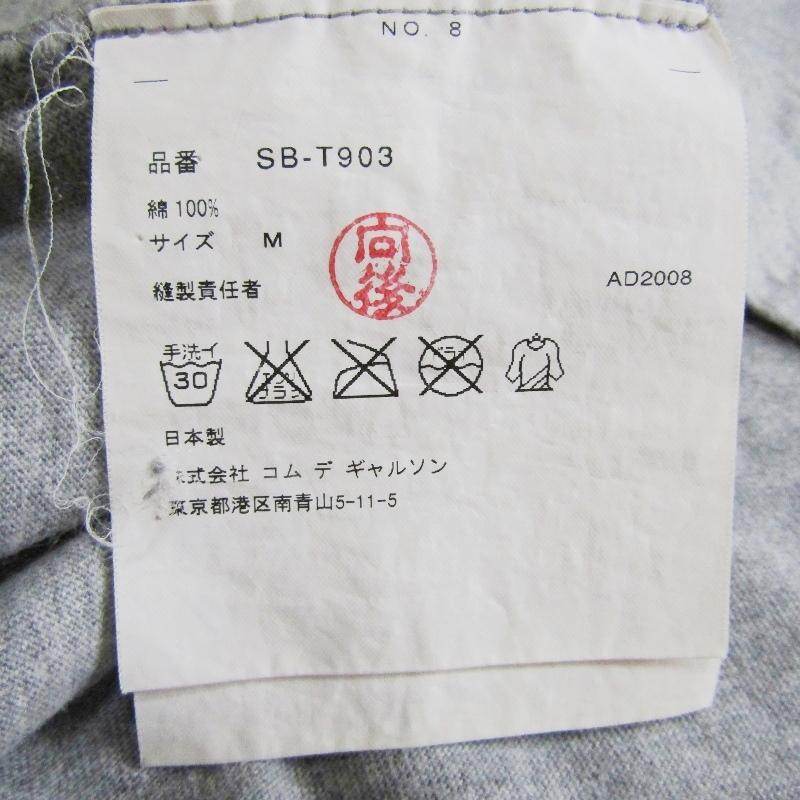 NO. 8
品番 SB-T903
綿 100%
サイズ M
向後
縫製責任者
AD2008
手洗イ
30
日本製
式会社 コム デ ギャルソン
東京都港区南青山5-11-5